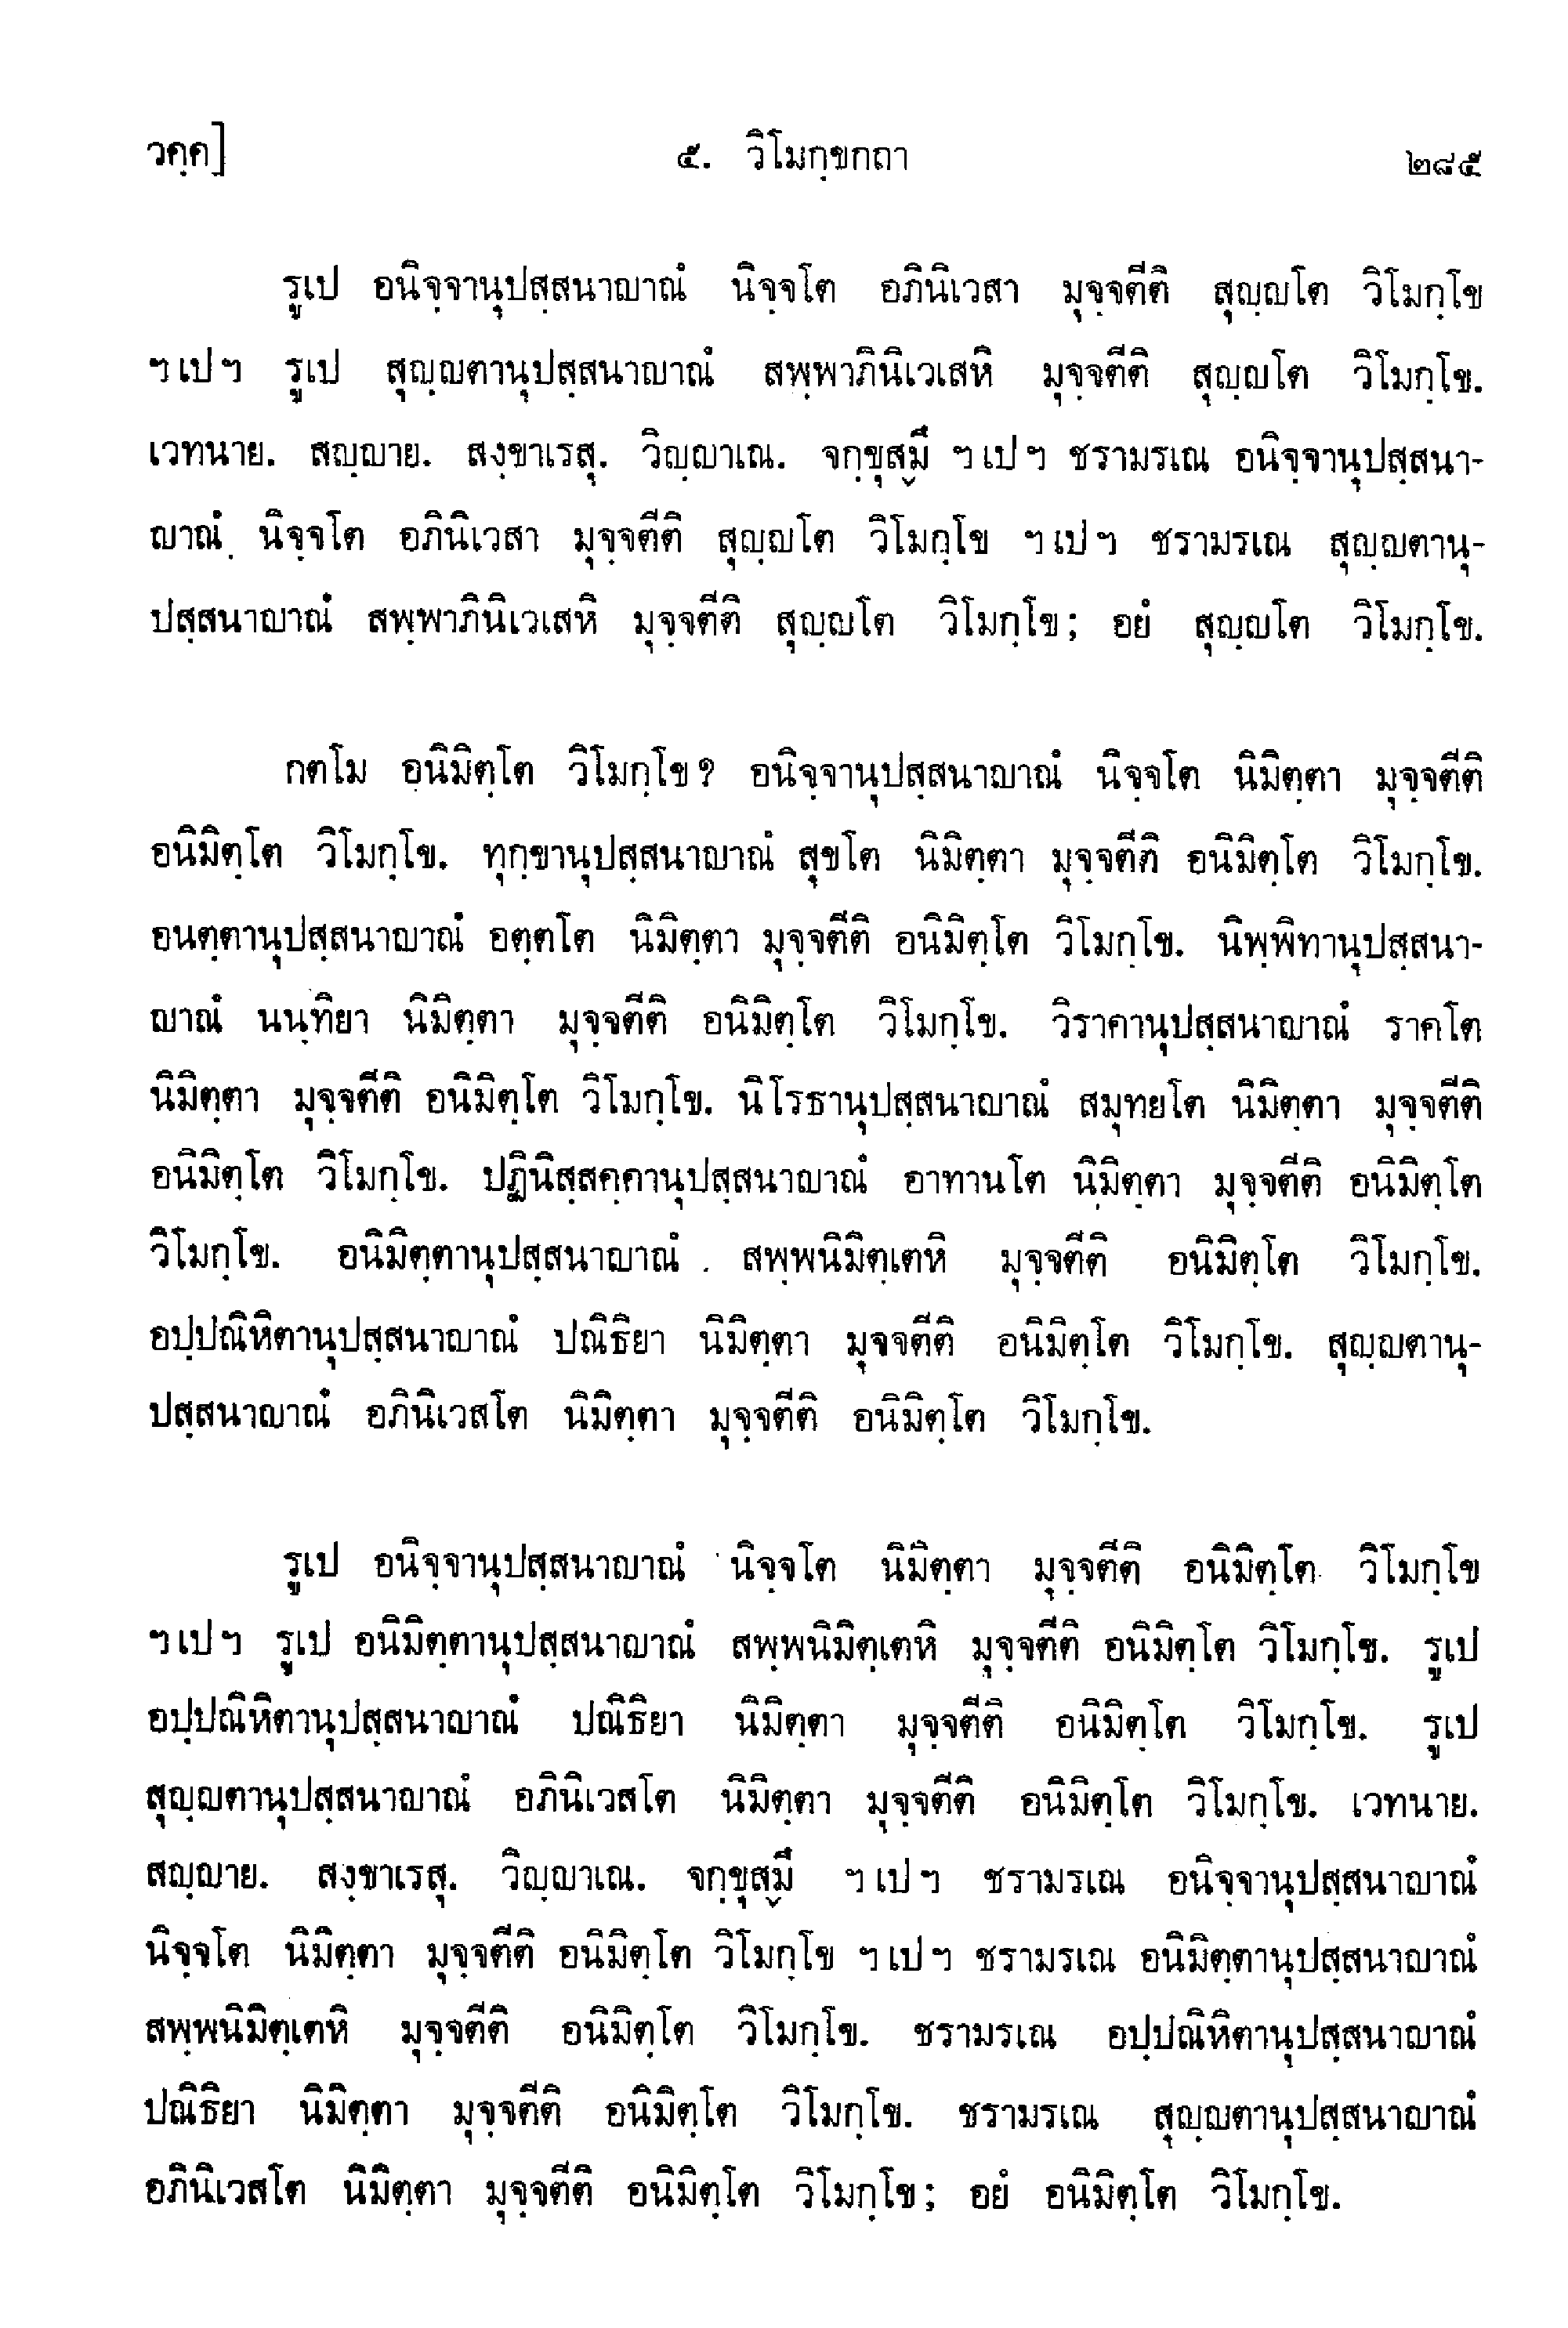 วคฺค]
๕. วิโมกฺขกถา
๒๘๕
รูเป อนิจฺจานุปสฺสนาญาณํ นิจฺจโต อภินิเวสา มุจฺจตีติ สุญฺญโต วิโมกฺโข
ฯ เป ฯ รูเป สุญฺญตานุปสฺสนาญาณํ สพฺพาภินิเวเสหิ มุจฺจตีติ สุญฺญโต วิโมกฺโข.
เวทนาย. สญฺญาย. สงฺขาเรสุ. วิญฺญาเณ. จกฺขุสฺมึ ฯ เป ฯ ชรามรเณ อนิจฺจานุปสฺสนา-
ญาณํ นิจฺจโต อภินิเวสา มุจฺจตีติ สุญฺญโต วิโมกฺโข ฯ เป ฯ ชรามรเณ สุญฺญตานุ-
ปสฺสนาญาณํ สพฺพาภินิเวเสหิ มุจฺจตีติ สุญฺญโต วิโมกฺโข; อยํ สุญฺญโต วิโมกฺโข.
กตโม อนิมิตฺโต วิโมกฺโข? อนิจฺจานุปสฺสนาญาณํ นิจฺจโต นิมิตฺตา มุจฺจตีติ
อนิมิตฺโต วิโมกฺโข. ทุกฺขานุปสฺสนาญาณํ สุขโต นิมิตฺตา มุจฺจตีติ อนิมิตฺโต วิโมกฺโข.
อนตฺตานุปสฺสนาญาณํ อตฺตโต นิมิตฺตา มุจฺจตีติ อนิมิตฺโต วิโมกฺโข. นิพฺพิทานุปสฺสนา-
ญาณํ นนฺทิยา นิมิตฺตา มุจฺจตีติ อนิมิตฺโต วิโมกฺโข. วิราคานุปสฺสนาญาณํ ราคโต
นิมิตฺตา มุจฺจตีติ อนิมิตฺโต วิโมกฺโข. นิโรธานุปสฺสนาญาณํ สมุทยโต นิมิตฺตา มุจฺจตีติ
อนิมิตฺโต วิโมกฺโข. ปฏินิสฺสคฺคานุปสฺสนาญาณํ อาทานโต นิมิตฺตา มุจฺจตีติ อนิมิตฺโต
วิโมกฺโข. อนิมิตฺตานุปสฺสนาญาณํ สพฺพนิมิตฺเตหิ มุจฺจตีติ อนิมิตฺโต วิโมกฺโข.
อปฺปณิหิตานุปสฺสนาญาณํ ปณิธิยา นิมิตฺตา มุจฺจตีติ อนิมิตฺโต วิโมกฺโข. สุญฺญตานุ-
ปสฺสนาญาณํ อภินิเวสโต นิมิตฺตา มุจฺจตีติ อนิมิตฺโต วิโมกฺโข.
รูเป อนิจฺจานุปสฺสนาญาณํ นิจฺจโต นิมิตฺตา มุจฺจตีติ อนิมิตฺโต วิโมกฺโข
ฯ เป ฯ รูเป อนิมิตฺตานุปสฺสนาญาณํ สพฺพนิมิตฺเตหิ มุจฺจตีติ อนิมิตฺโต วิโมกฺโข. รูเป
อปฺปณิหิตานุปสฺสนาญาณํ ปณิธิยา นิมิตฺตา มุจฺจตีติ อนิมิตฺโต วิโมกฺโข. รูเป
สุญฺญตานุปสฺสนาญาณํ อภินิเวสโต นิมิตฺตา มุจฺจตีติ อนิมิตฺโต วิโมกฺโข. เวทนาย.
สญฺญาย. สงฺขาเรสุ. วิญฺญาเณ. จกฺขุสฺมึ ฯ เป ฯ ชรามรเณ อนิจฺจานุปสฺสนาญาณํ
นิจฺจโต นิมิตฺตา มุจฺจตีติ อนิมิตฺโต วิโมกฺโข ฯ เป ฯ ชรามรเณ อนิมิตฺตานุปสฺสนาญาณํ
สพฺพนิมิตฺเตหิ มุจฺจตีติ อนิมิตฺโต วิโมกฺโข. ชรามรเณ อปฺปณิหิตานุปสฺสนาญาณํ
ปณิธิยา นิมิตฺตา มุจฺจตีติ อนิมิตฺโต วิโมกฺโข. ชรามรเณ สุญฺญตานุปสฺสนาญาณํ
อภินิเวสโต นิมิตฺตา มุจฺจตีติ อนิมิตฺโต วิโมกฺโข; อยํ อนิมิตฺโต วิโมกฺโข.